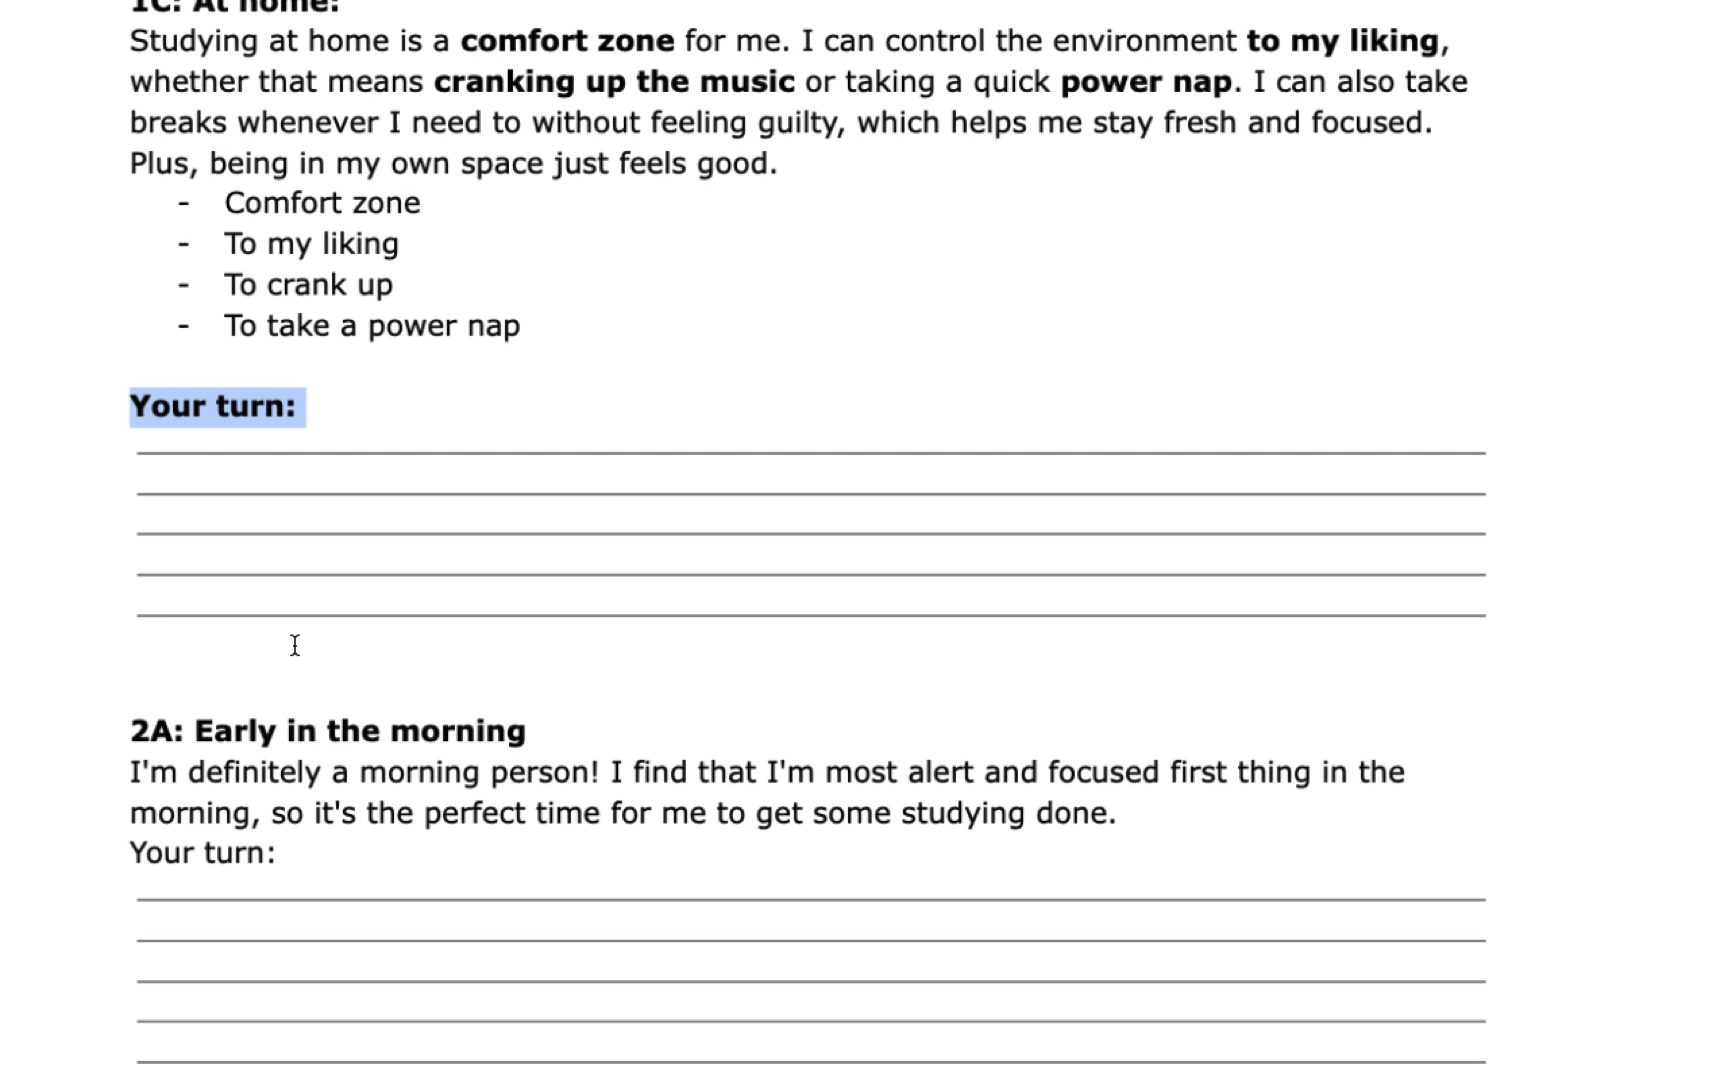 1C: At home:
Studying at home is a comfort zone for me. I can control the environment to my liking,
whether that means cranking up the music or taking a quick power nap. I can also take
breaks whenever I need to without feeling guilty, which helps me stay fresh and focused.
Plus, being in my own space just feels good.
- Comfort zone
- To my liking
- To crank up
- To take a power nap
Your turn:
2A: Early in the morning
I'm definitely a morning person! I find that I'm most alert and focused first thing in the
morning, so it's the perfect time for me to get some studying done.
Your turn: